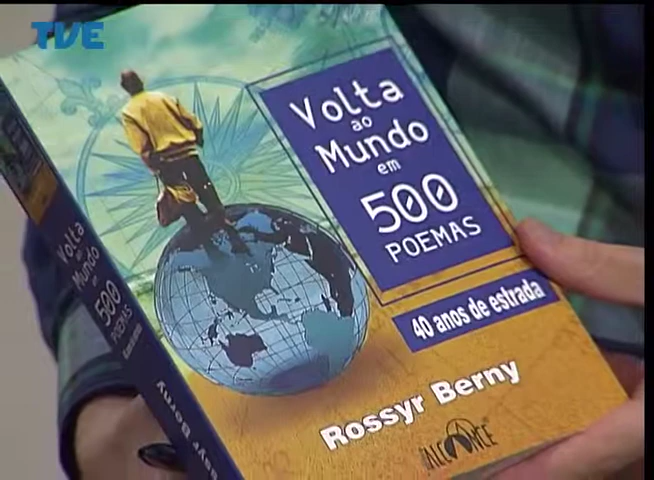 TVE
Volta
ao
Mundo
em
500
POEMAS
40 anos de estrada
Rossyr Berny
ALCANCE
Volta
ao
Mundo
em
500
POEMAS
Rossyr Berny